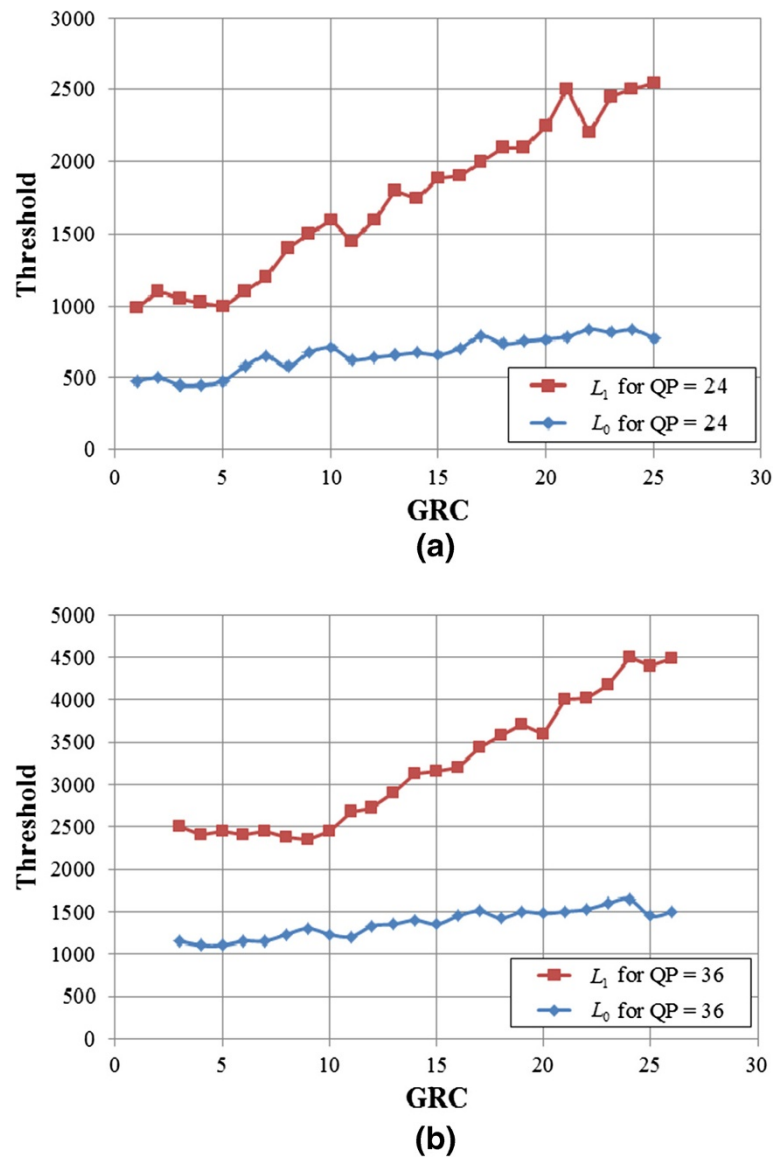 3000
2500
2000
1500
1000
500
0
Threshold
0 5 10 15 20 25 30
GRC
L1 for QP = 24
L0 for QP = 24
(a)
5000
4500
4000
3500
3000
2500
2000
1500
1000
500
0
Threshold
0 5 10 15 20 25 30
GRC
L1 for QP = 36
L0 for QP = 36
(b)